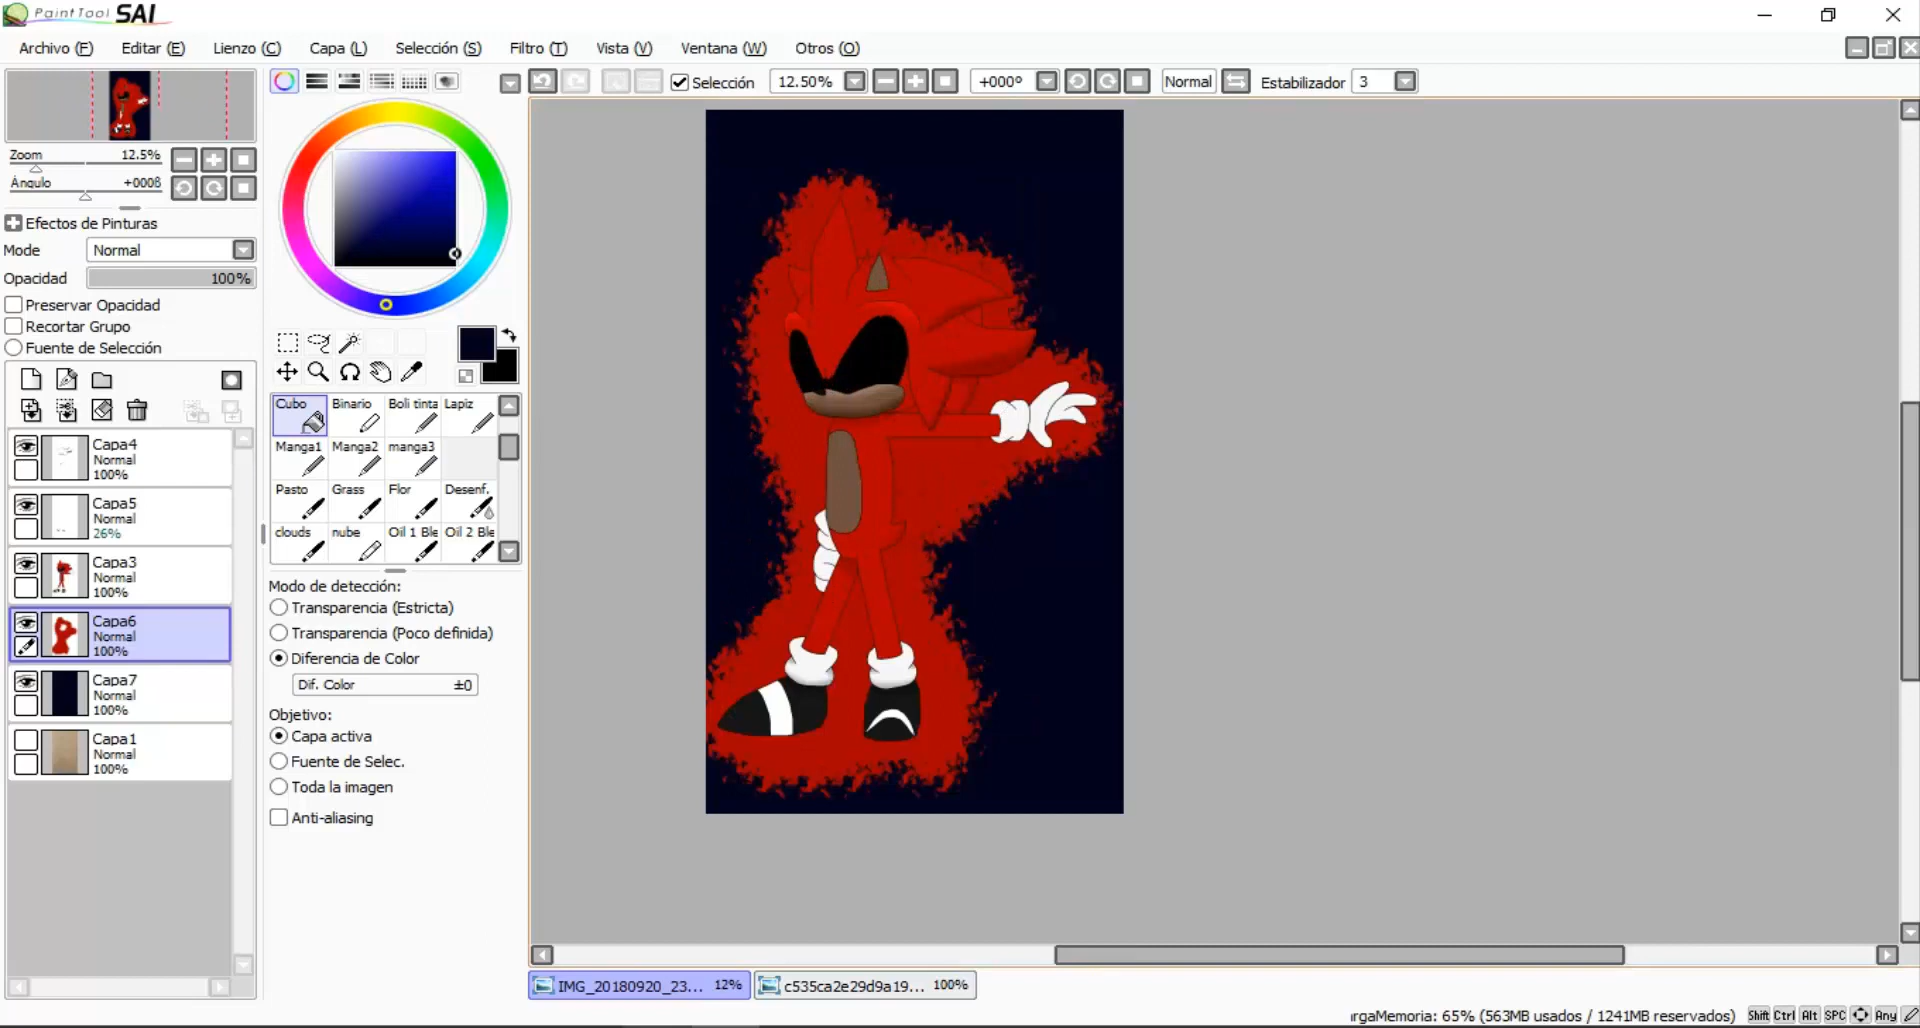 PaintTool SAI
Archivo (F) Editar (E) Lienzo (C) Capa (L) Selección (S) Filtro (T) Vista (V) Ventana (W) Otros (O)
Selección 12.50% +000º Normal Estabilizador 3
Zoom 12.5%
Ángulo +000ß
Efectos de Pinturas
Mode Normal
Opacidad 100%
Preservar Opacidad
Recortar Grupo
Fuente de Selección
Capa4
Normal
100%
Capa5
Normal
26%
Capa3
Normal
100%
Capa6
Normal
100%
Capa7
Normal
100%
Capa1
Normal
100%
Cubo Binario Boli tinta Lapiz
Manga1 Manga2 manga3
Pasto Grass Flor Desenf.
clouds nube Oil 1 Ble Oil 2 Ble
Modo de detección:
Transparencia (Estricta)
Transparencia (Poco definida)
Diferencia de Color
Dif. Color ±0
Objetivo:
Capa activa
Fuente de Selec.
Toda la imagen
Anti-aliasing
IMG_20180920_23... 12% c535ca2e29d9a19... 100%
ırgaMemoria: 65% (563MB usados / 1241MB reservados) Shift Ctrl Alt SPC Any